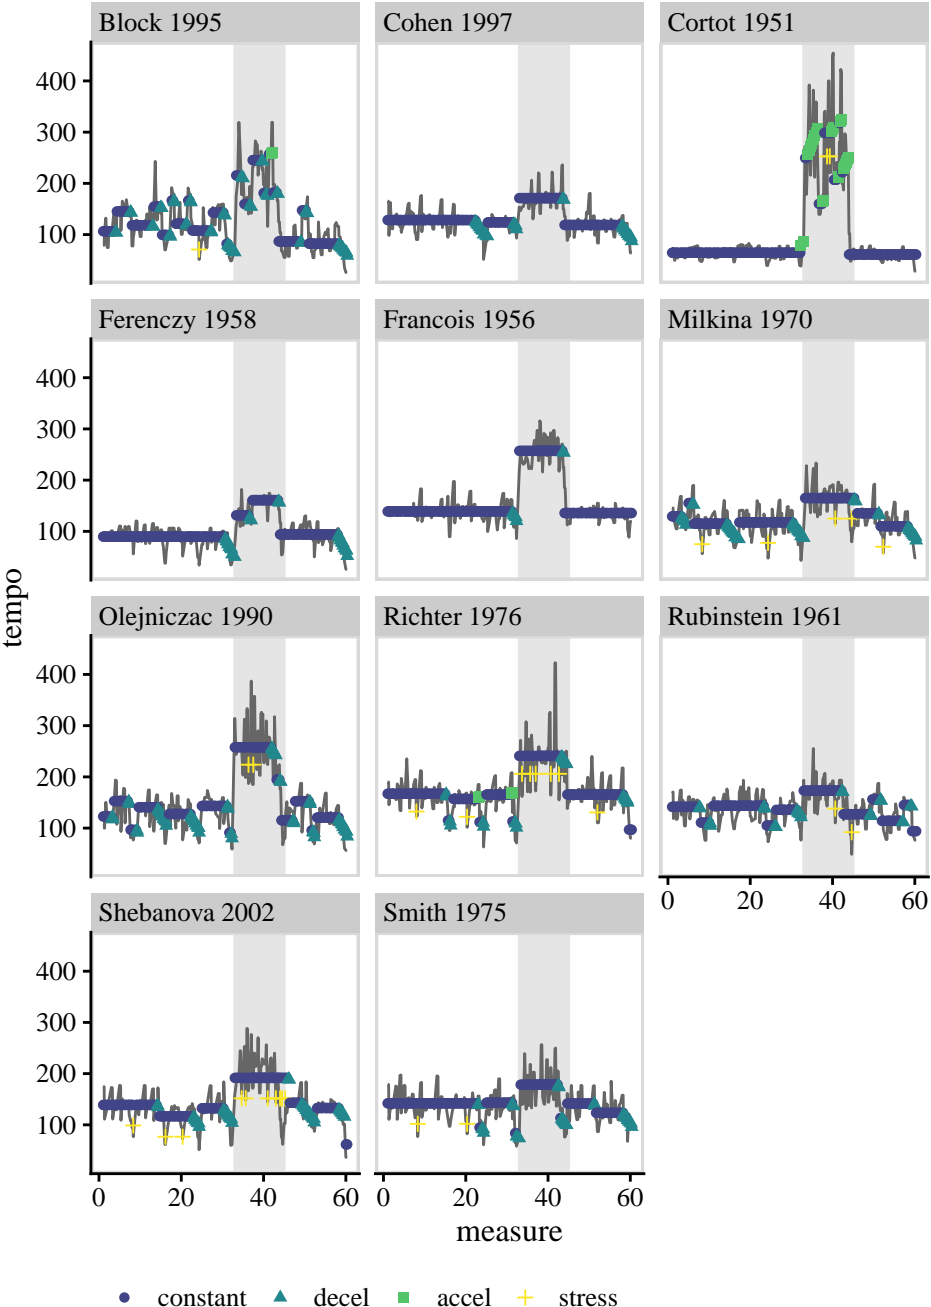 Block 1995 Cohen 1997 Cortot 1951
400
300
200
100
Ferenczy 1958 Francois 1956 Milkina 1970
400
300
200
100
tempo
Olejniczac 1990 Richter 1976 Rubinstein 1961
400
300
200
100
0 20 40 60
Shebanova 2002 Smith 1975
400
300
200
100
0 20 40 60 0 20 40 60
measure
constant decel accel stress